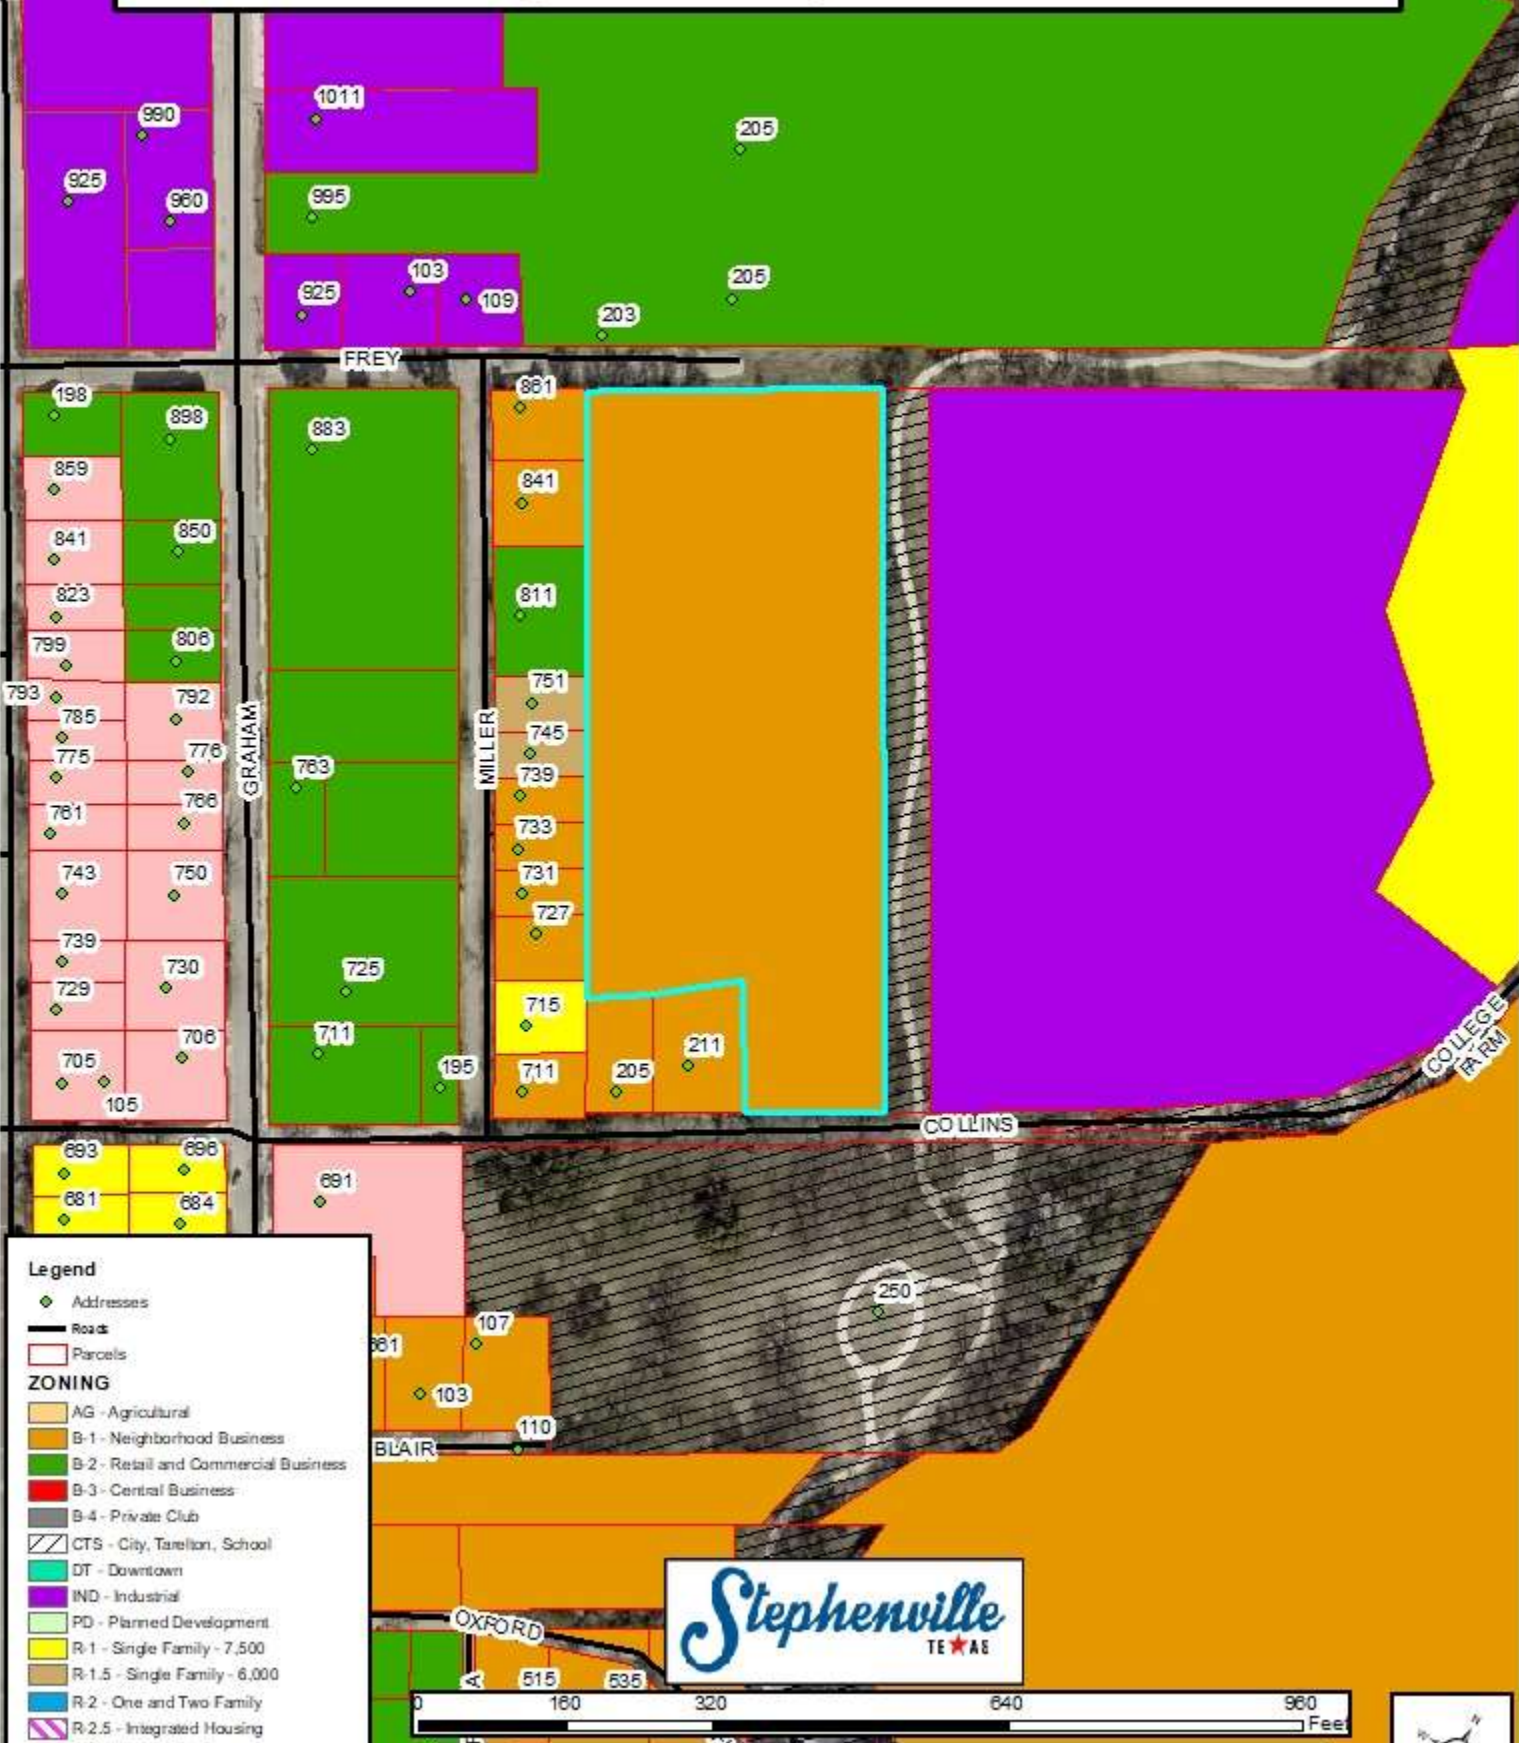 1011
990
205
925
960
995
103
925
109
205
203
FREY
198
898
861
883
859
841
841
850
811
823
799
806
751
793
792
785
745
GRAHAM
MILLER
775
776
763
739
761
766
733
743
750
731
727
739
730
725
729
715
COLLEGE
FARM
711
706
211
705
195
711
205
105
COLLINS
693
696
681
684
691
250
107
103
110
BLAIR
Legend
Addresses
Roads
Parcels
ZONING
AG - Agricultural
B-1 - Neighborhood Business
B-2 - Retail and Commercial Business
B-3 - Central Business
B-4 - Private Club
CTS - City, Tarelton, School
DT - Downtown
IND - Industrial
PD - Planned Development
R-1 - Single Family - 7,500
R-1.5 - Single Family - 6,000
R-2 - One and Two Family
R-2.5 - Integrated Housing
OXFORD
Stephenville
TEXAS
515
535
0 160 320 640 960
Feet
N
W